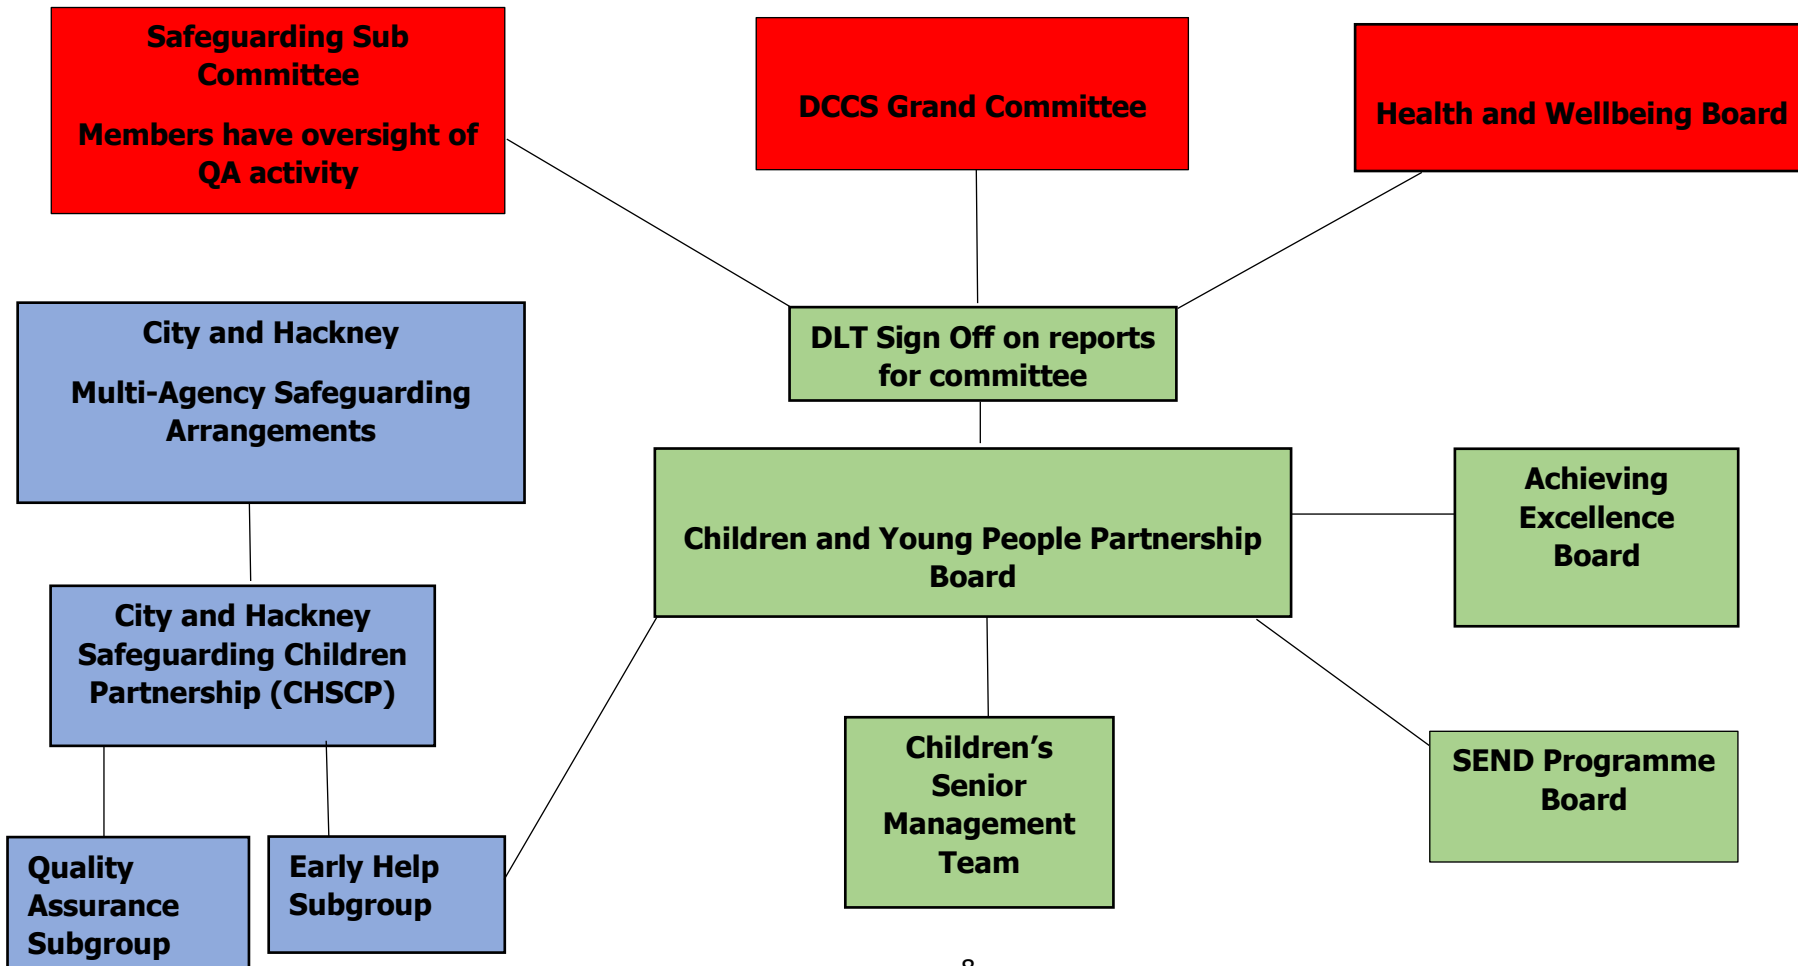 Safeguarding Sub
Committee
Members have oversight of
QA activity
DCCS Grand Committee
Health and Wellbeing Board
City and Hackney
Multi-Agency Safeguarding
Arrangements
DLT Sign Off on reports
for committee
Children and Young People Partnership
Board
Achieving
Excellence
Board
City and Hackney
Safeguarding Children
Partnership (CHSCP)
Children’s
Senior
Management
Team
SEND Programme
Board
Quality
Assurance
Subgroup
Early Help
Subgroup
8